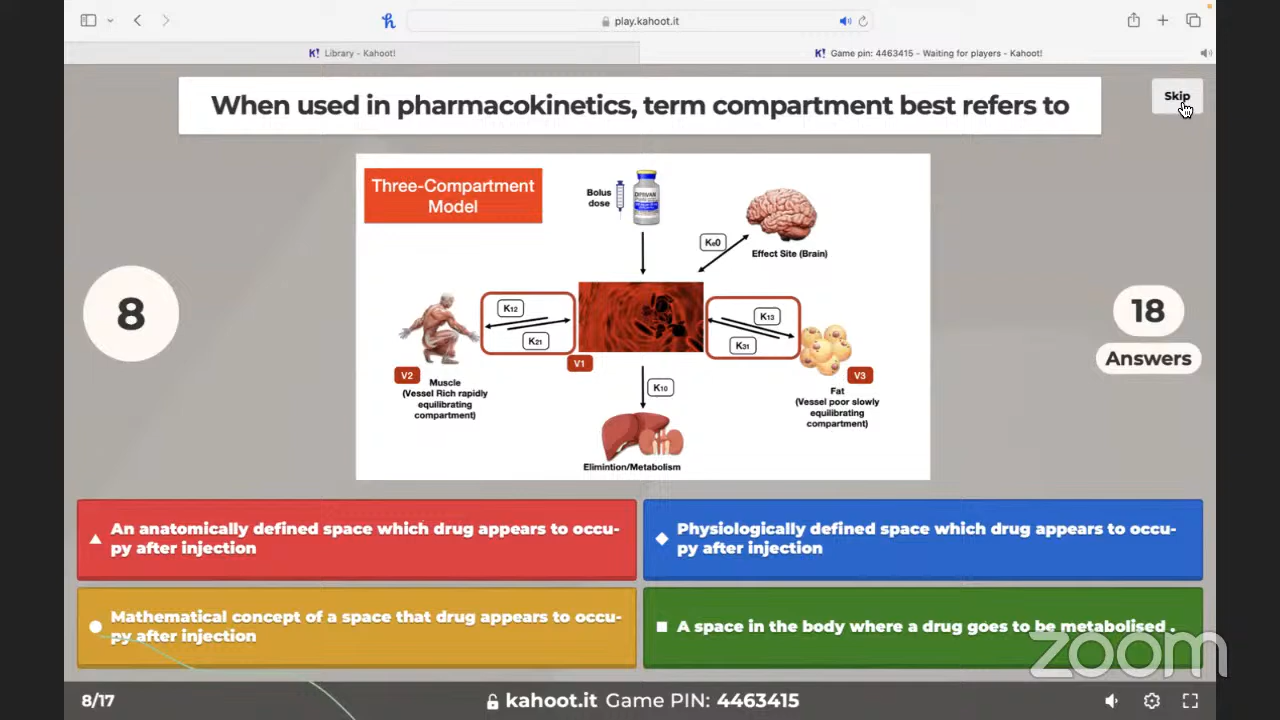 play.kahoot.it
K! Library - Kahoot!
K! Game pin: 4463415 - Waiting for players - Kahoot!
When used in pharmacokinetics, term compartment best refers to
Skip
Three-Compartment
Model
Bolus
dose
DIPRIVAN
Ke0
Effect Site (Brain)
K12
K21
K13
K31
V1
V2
Muscle
(Vessel Rich rapidly
equilibrating
compartment)
K10
V3
Fat
(Vessel poor slowly
equilibrating
compartment)
Elimintion/Metabolism
8
18
Answers
An anatomically defined space which drug appears to occu-
py after injection
Physiologically defined space which drug appears to occu-
py after injection
Mathematical concept of a space that drug appears to occu-
py after injection
A space in the body where a drug goes to be metabolised .
zoom
8/17
kahoot.it Game PIN: 4463415